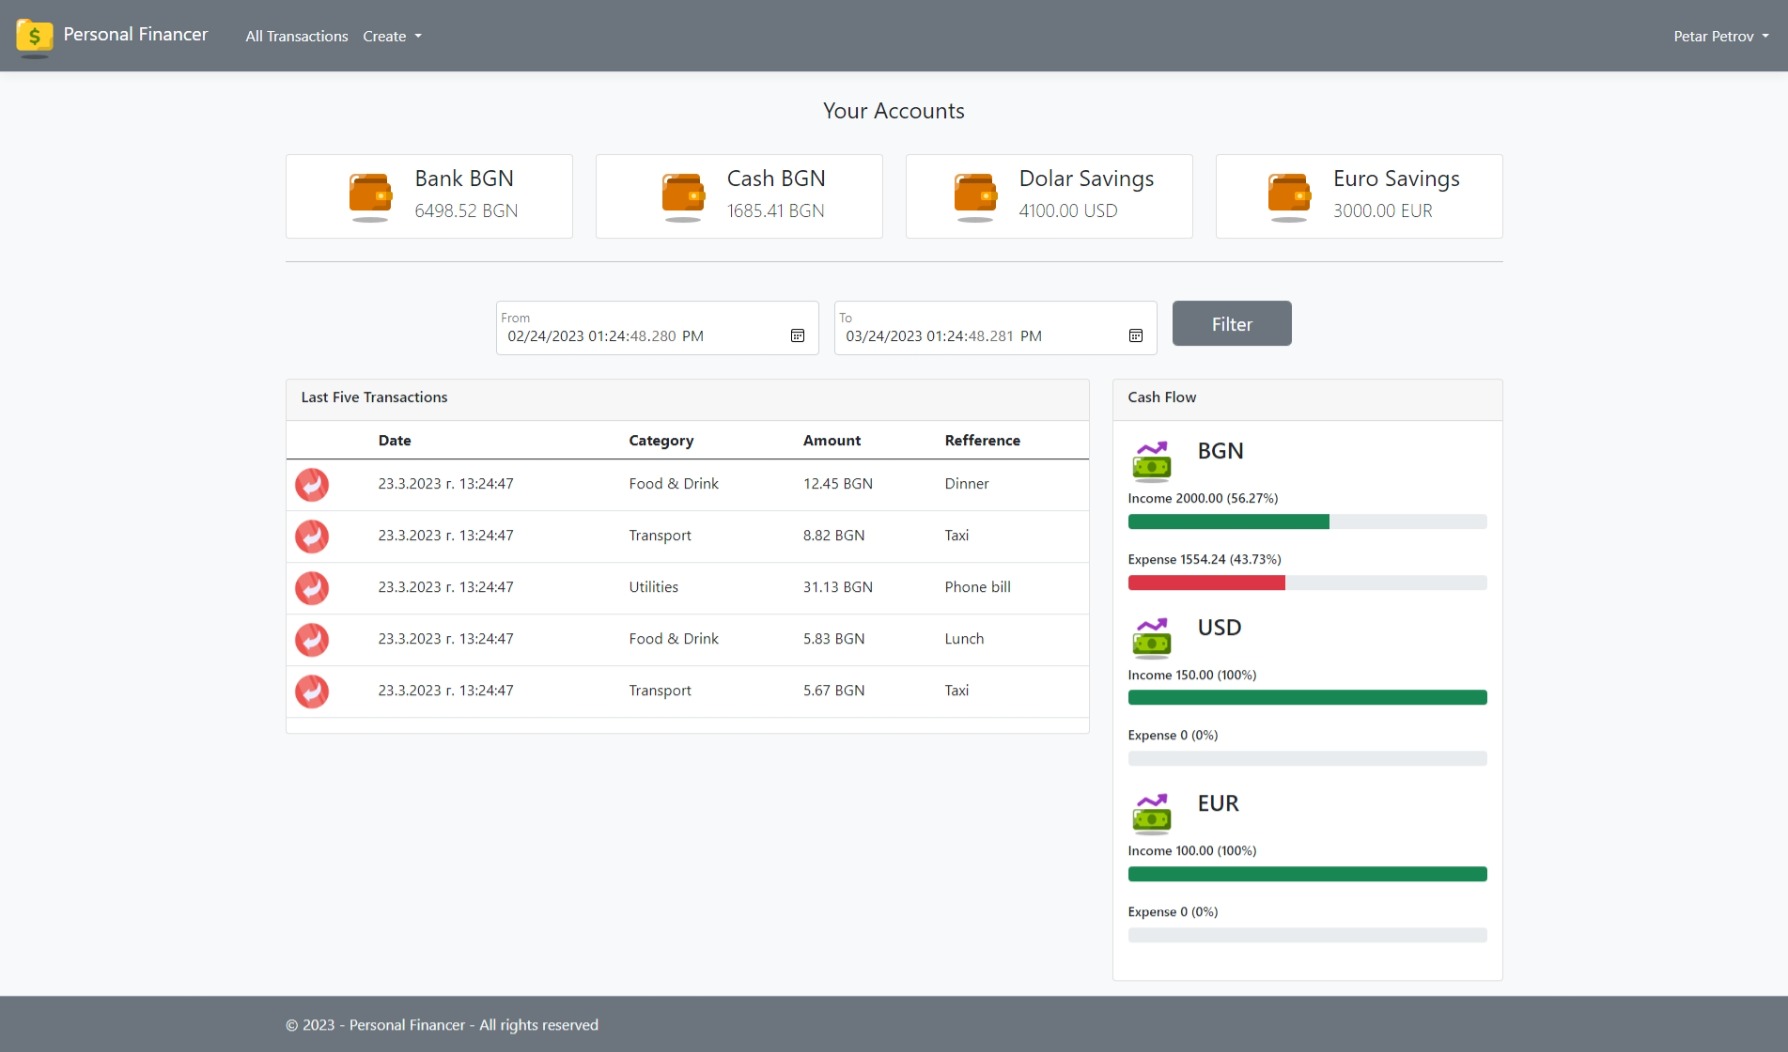 $ Personal Financer All Transactions Create Petar Petrov
Your Accounts
Bank BGN
6498.52 BGN
Cash BGN
1685.41 BGN
Dolar Savings
4100.00 USD
Euro Savings
3000.00 EUR
From
02/24/2023 01:24:48.280 PM
To
03/24/2023 01:24:48.281 PM
Filter
Last Five Transactions
Date Category Amount Refference
23.3.2023 г. 13:24:47 Food & Drink 12.45 BGN Dinner
23.3.2023 г. 13:24:47 Transport 8.82 BGN Taxi
23.3.2023 г. 13:24:47 Utilities 31.13 BGN Phone bill
23.3.2023 г. 13:24:47 Food & Drink 5.83 BGN Lunch
23.3.2023 г. 13:24:47 Transport 5.67 BGN Taxi
Cash Flow
BGN
Income 2000.00 (56.27%)
Expense 1554.24 (43.73%)
USD
Income 150.00 (100%)
Expense 0 (0%)
EUR
Income 100.00 (100%)
Expense 0 (0%)
© 2023 - Personal Financer - All rights reserved